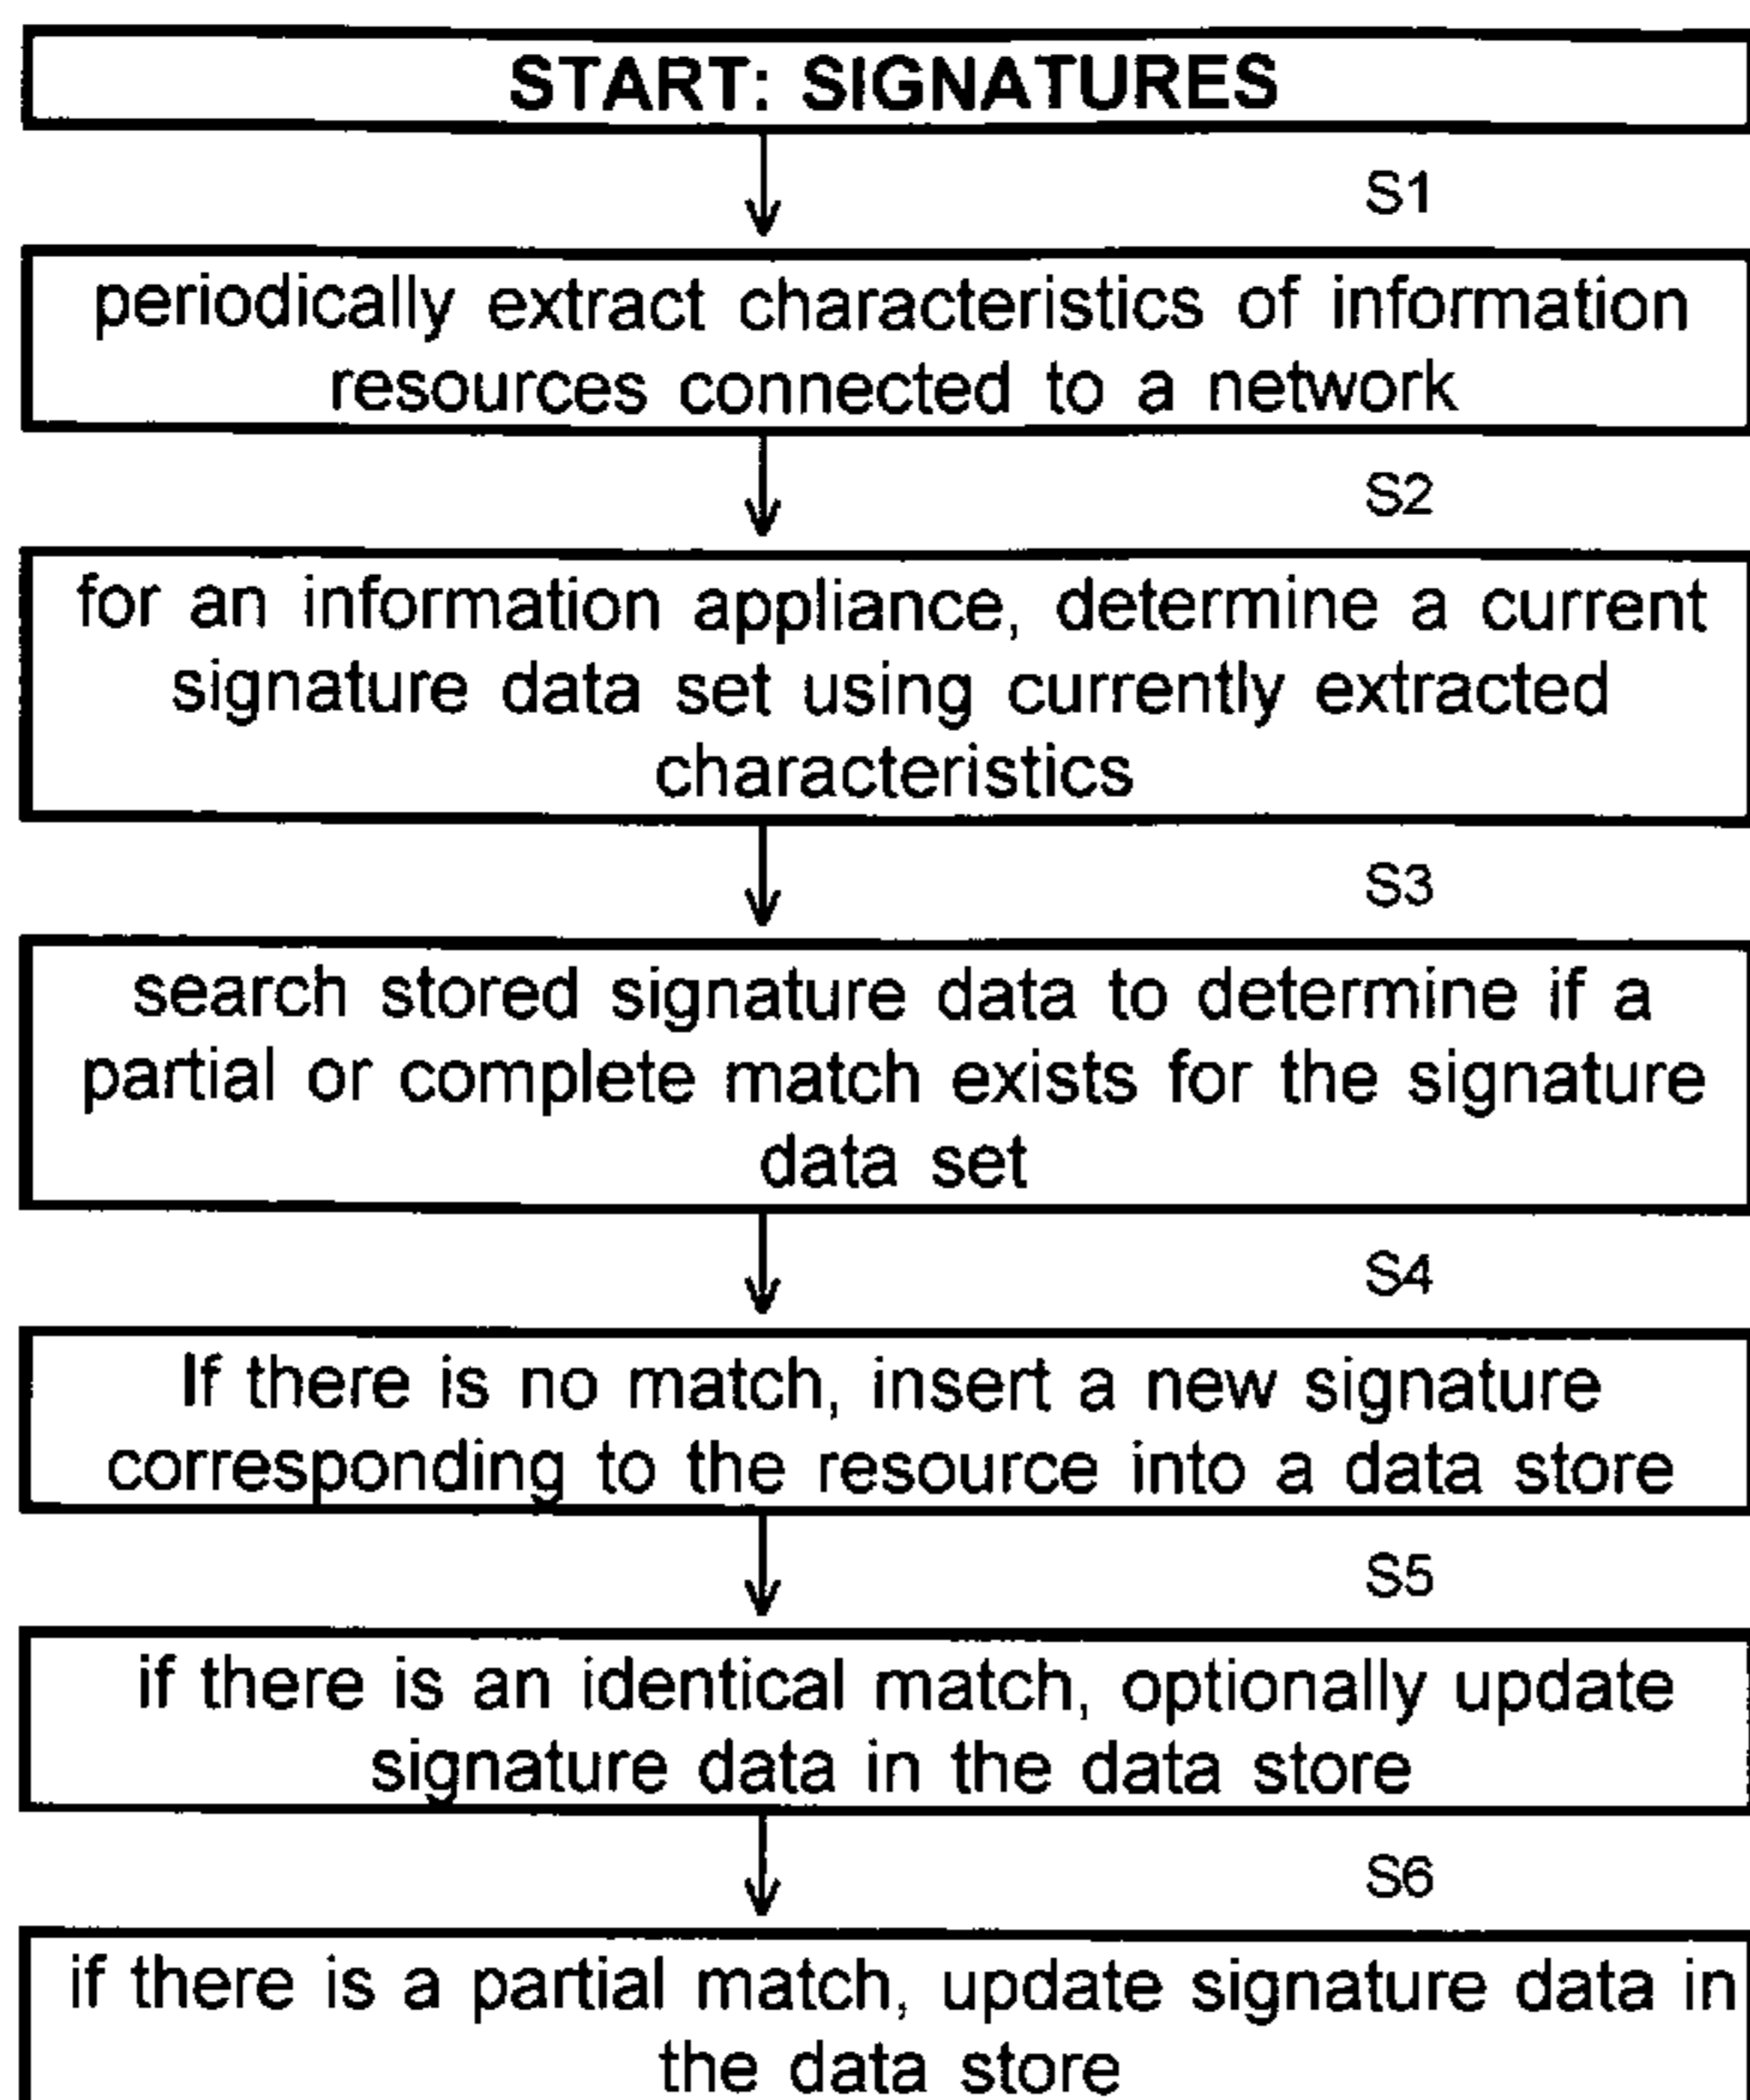 START: SIGNATURES
S1
periodically extract characteristics of information
resources connected to a network
S2
for an information appliance, determine a current
signature data set using currently extracted
characteristics
S3
search stored signature data to determine if a
partial or complete match exists for the signature
data set
S4
If there is no match, insert a new signature
corresponding to the resource into a data store
S5
if there is an identical match, optionally update
signature data in the data store
S6
if there is a partial match, update signature data in
the data store